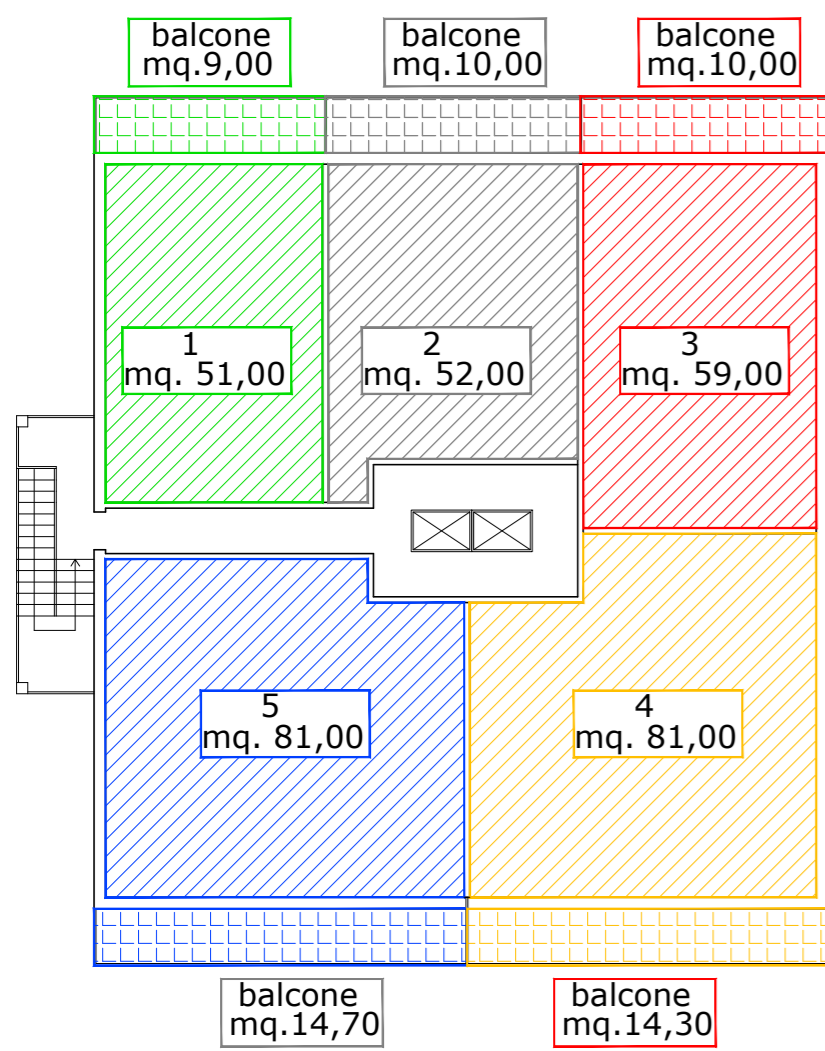 balcone
mq.9,00
balcone
mq.10,00
balcone
mq.10,00
1
mq. 51,00
2
mq. 52,00
3
mq. 59,00
5
mq. 81,00
4
mq. 81,00
balcone
mq.14,70
balcone
mq.14,30